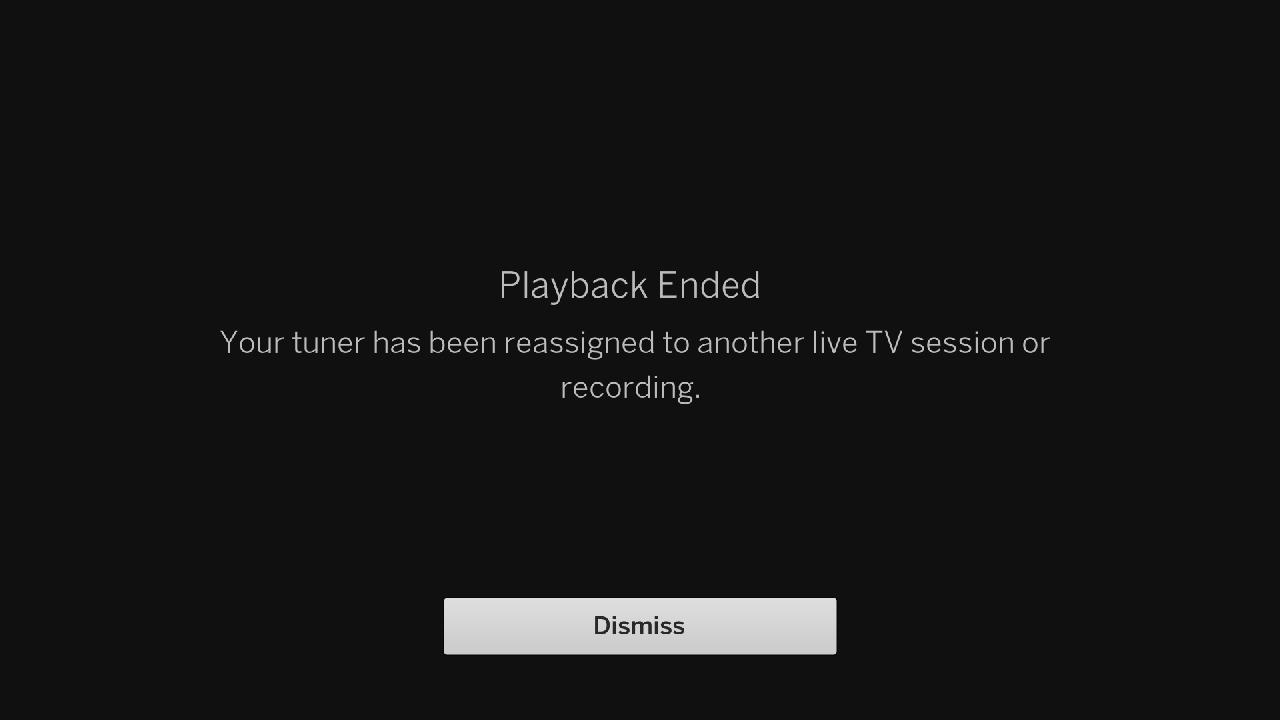 Playback Ended
Your tuner has been reassigned to another live TV session or
recording.
Dismiss